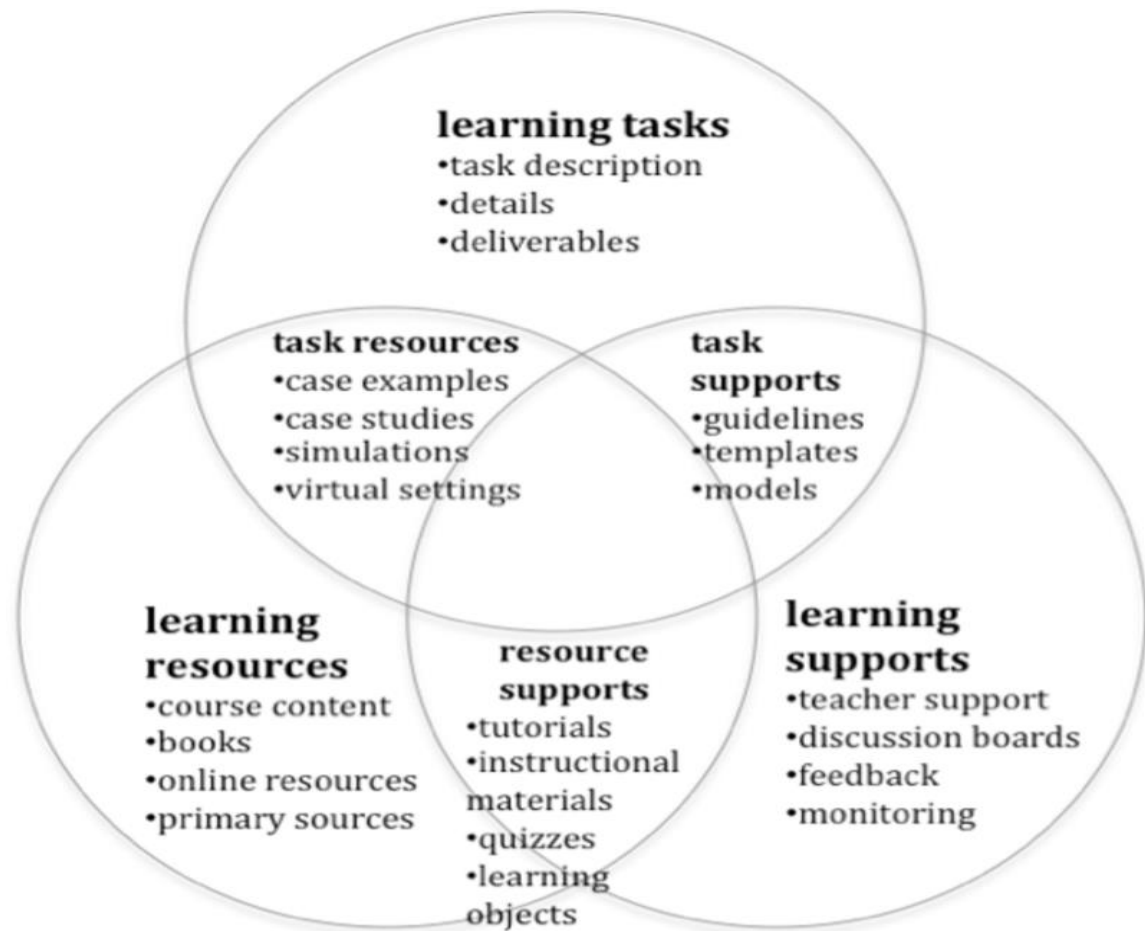 learning tasks
•task description
•details
•deliverables
task resources
•case examples
•case studies
•simulations
•virtual settings
task
supports
•guidelines
•templates
•models
learning
resources
•course content
•books
•online resources
•primary sources
resource
supports
•tutorials
•instructional
materials
•quizzes
•learning
objects
learning
supports
•teacher support
•discussion boards
•feedback
•monitoring